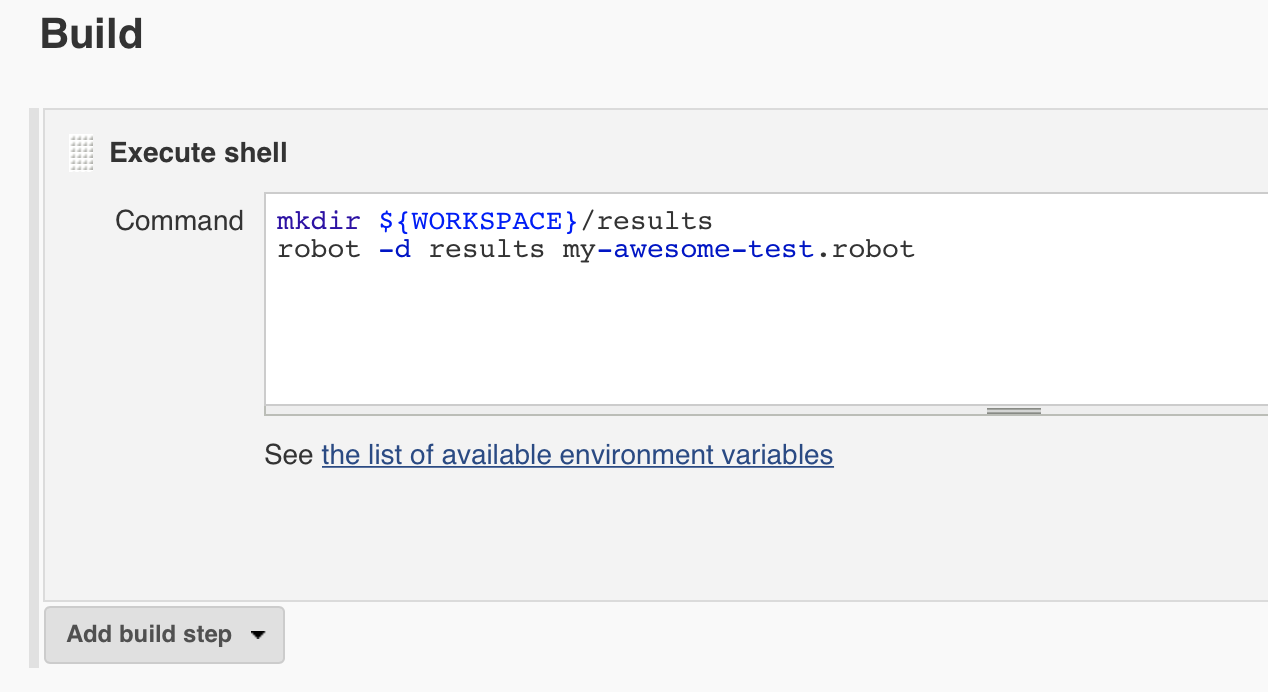 Build
Execute shell
Command
mkdir ${WORKSPACE}/results
robot -d results my-awesome-test.robot
See the list of available environment variables
Add build step